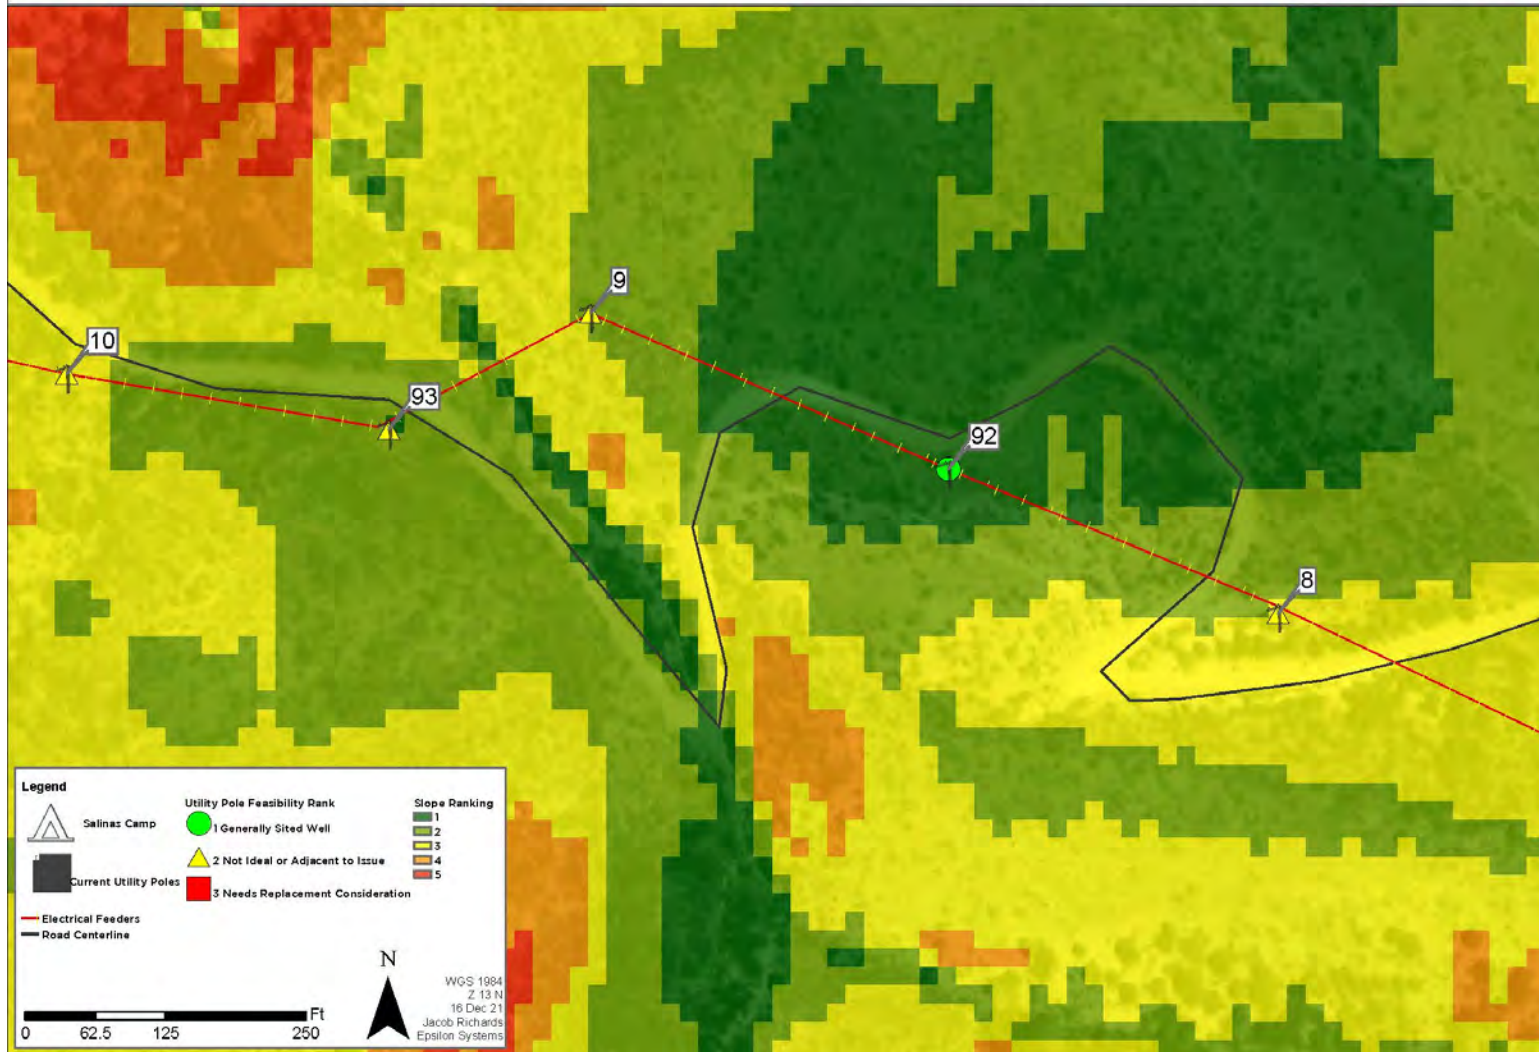 9
10
93
92
8
Legend
Salinas Camp
Current Utility Poles
Electrical Feeders
Road Centerline
Utility Pole Feasibility Rank
1 Generally Sited Well
2 Not Ideal or Adjacent to Issue
3 Needs Replacement Consideration
Slope Ranking
1
2
3
4
5
N
WGS 1984
Z 13 N
16 Dec 21
Jacob Richards
Epsilon Systems
Ft
0 62.5 125 250